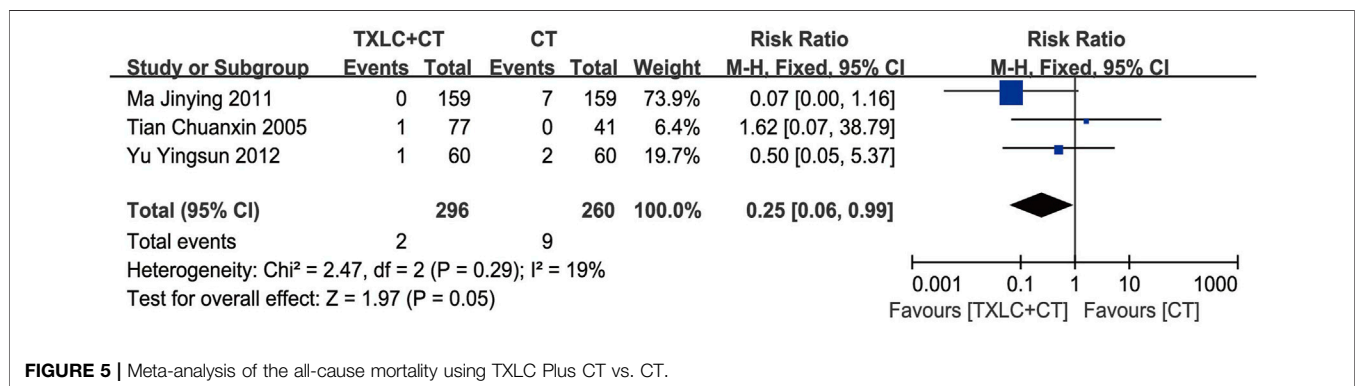 TXLC+CT CT Risk Ratio Risk Ratio
Study or Subgroup Events Total Events Total Weight M-H, Fixed, 95% CI M-H, Fixed, 95% CI
Ma Jinying 2011 0 159 7 159 73.9% 0.07 [0.00, 1.16]
Tian Chuanxin 2005 1 77 0 41 6.4% 1.62 [0.07, 38.79]
Yu Yingsun 2012 1 60 2 60 19.7% 0.50 [0.05, 5.37]
Total (95% CI) 296 260 100.0% 0.25 [0.06, 0.99]
Total events 2 9
Heterogeneity: Chi² = 2.47, df = 2 (P = 0.29); I² = 19%
Test for overall effect: Z = 1.97 (P = 0.05)
0.001 0.1 1 10 1000
Favours [TXLC+CT] Favours [CT]
FIGURE 5 | Meta-analysis of the all-cause mortality using TXLC Plus CT vs. CT.